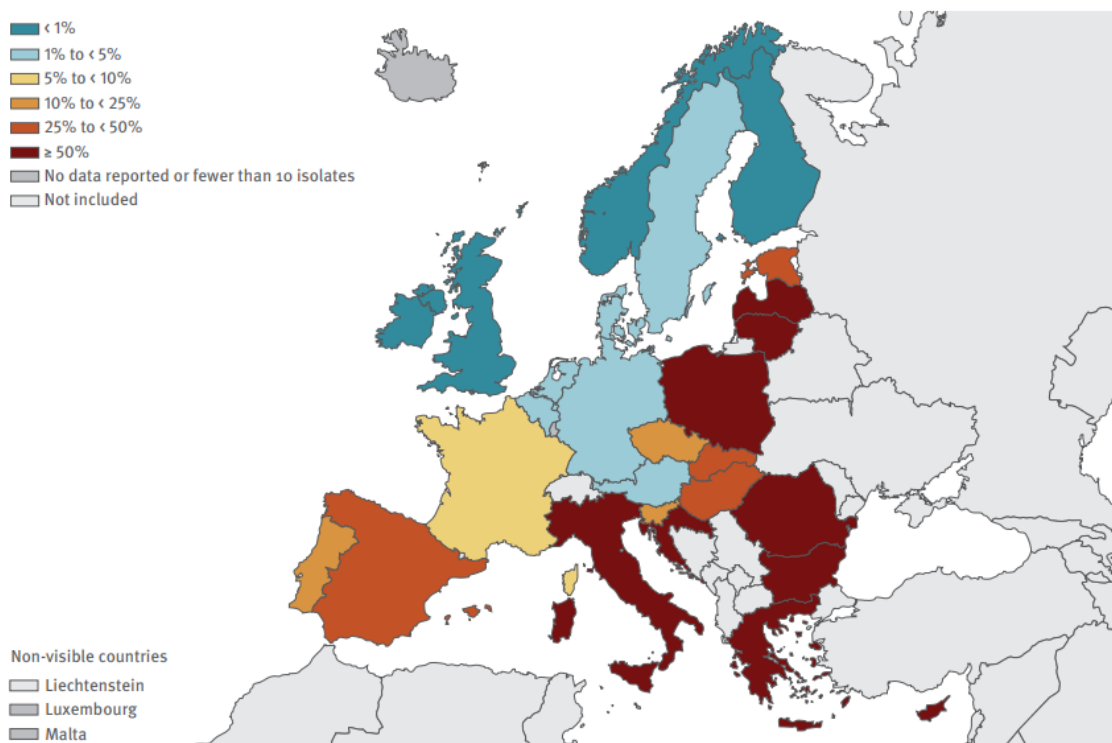 < 1%
1% to < 5%
5% to < 10%
10% to < 25%
25% to < 50%
≥ 50%
No data reported or fewer than 10 isolates
Not included
Non-visible countries
Liechtenstein
Luxembourg
Malta